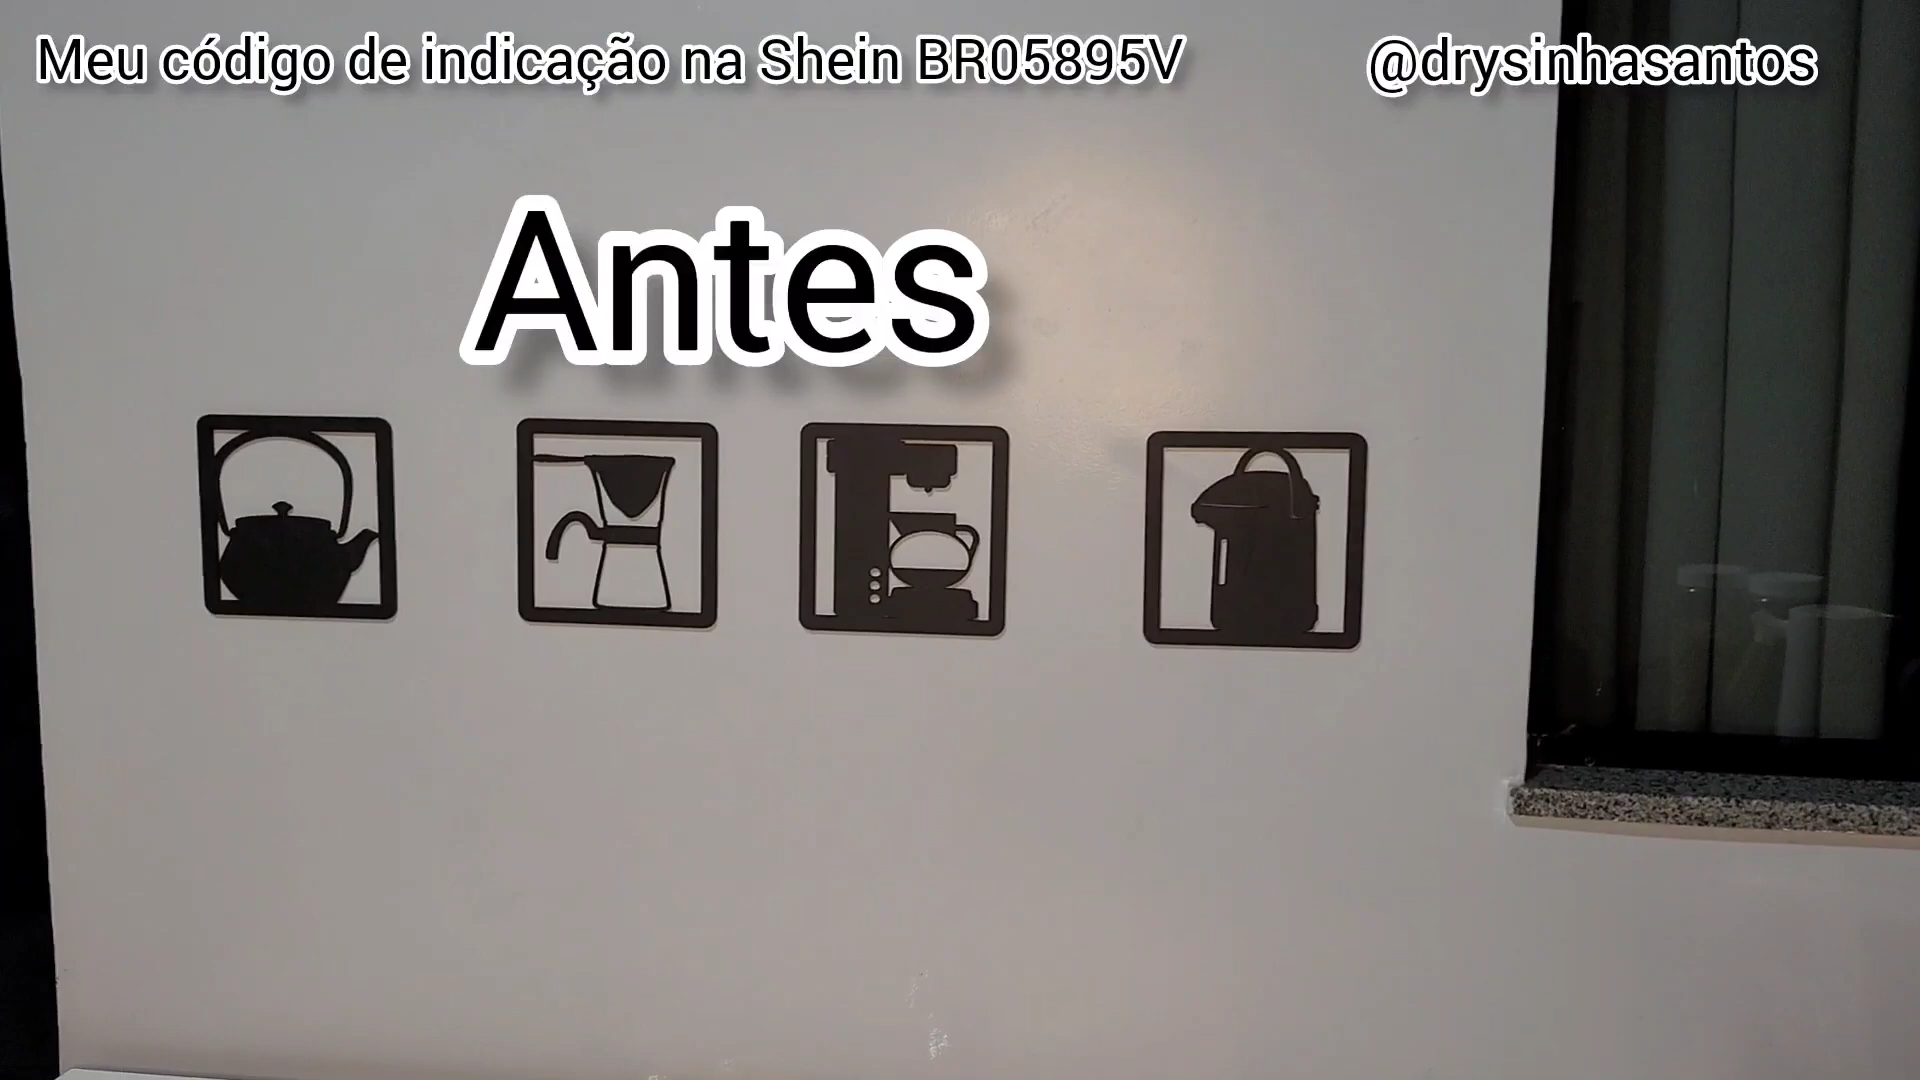 Meu código de indicação na Shein BR05895V
@drysinhasantos
Antes